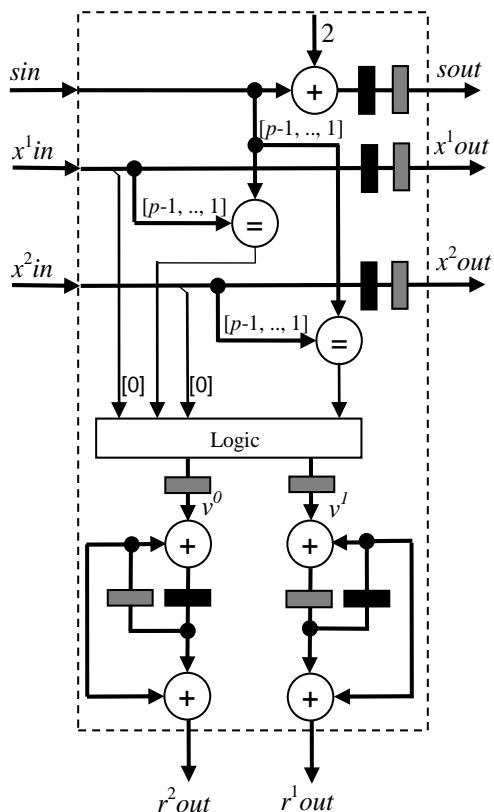 2
sin
+
sout
[p-1, .., 1]
x¹in
x¹out
[p-1, .., 1]
=
x²in
x²out
[p-1, .., 1]
=
[0]
[0]
Logic
v⁰
v¹
+
+
+
+
r²out
r¹out